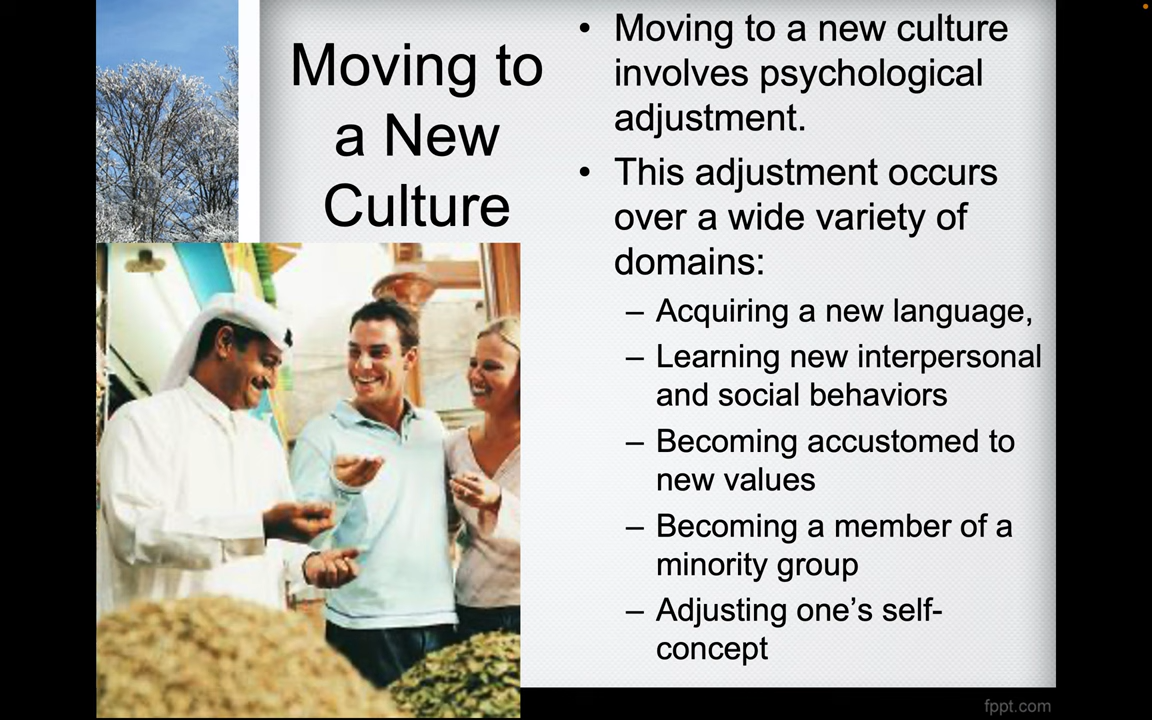 Moving to
a New
Culture
• Moving to a new culture
involves psychological
adjustment.
• This adjustment occurs
over a wide variety of
domains:
– Acquiring a new language,
– Learning new interpersonal
and social behaviors
– Becoming accustomed to
new values
– Becoming a member of a
minority group
– Adjusting one’s self-
concept
fppt.com